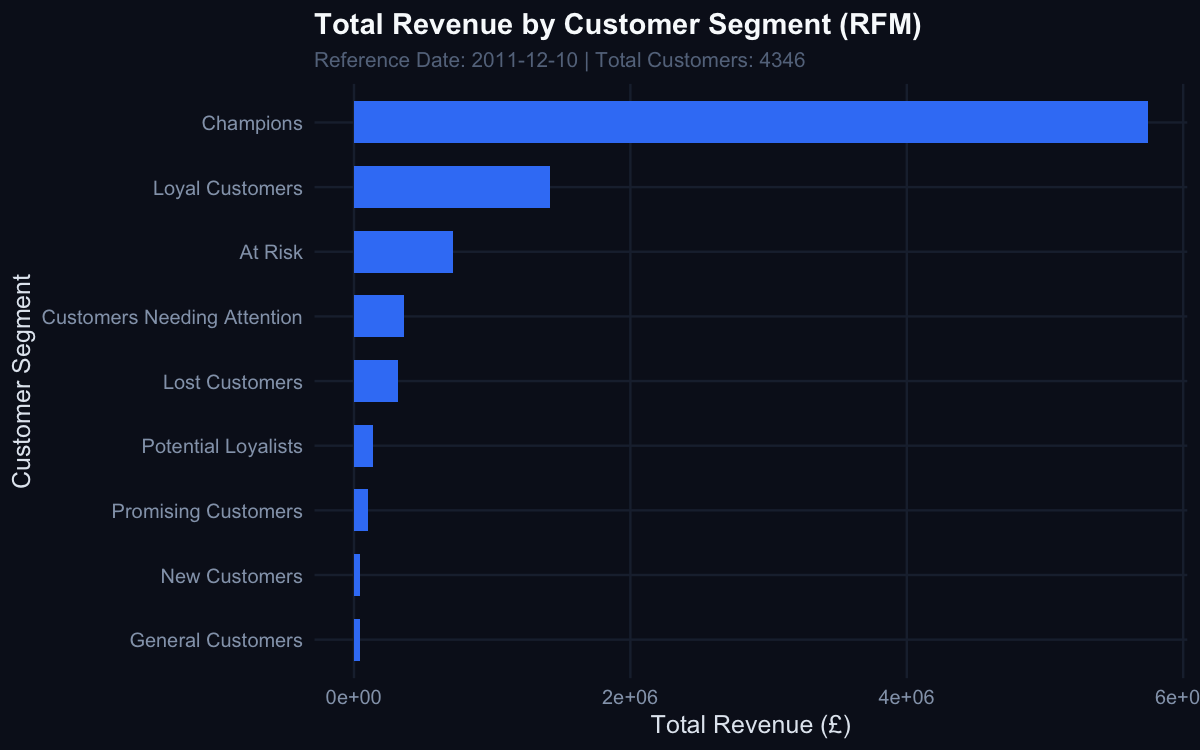 Total Revenue by Customer Segment (RFM)
Reference Date: 2011-12-10 | Total Customers: 4346
Customer Segment
Champions
Loyal Customers
At Risk
Customers Needing Attention
Lost Customers
Potential Loyalists
Promising Customers
New Customers
General Customers
0e+00 2e+06 4e+06 6e+0
Total Revenue (£)